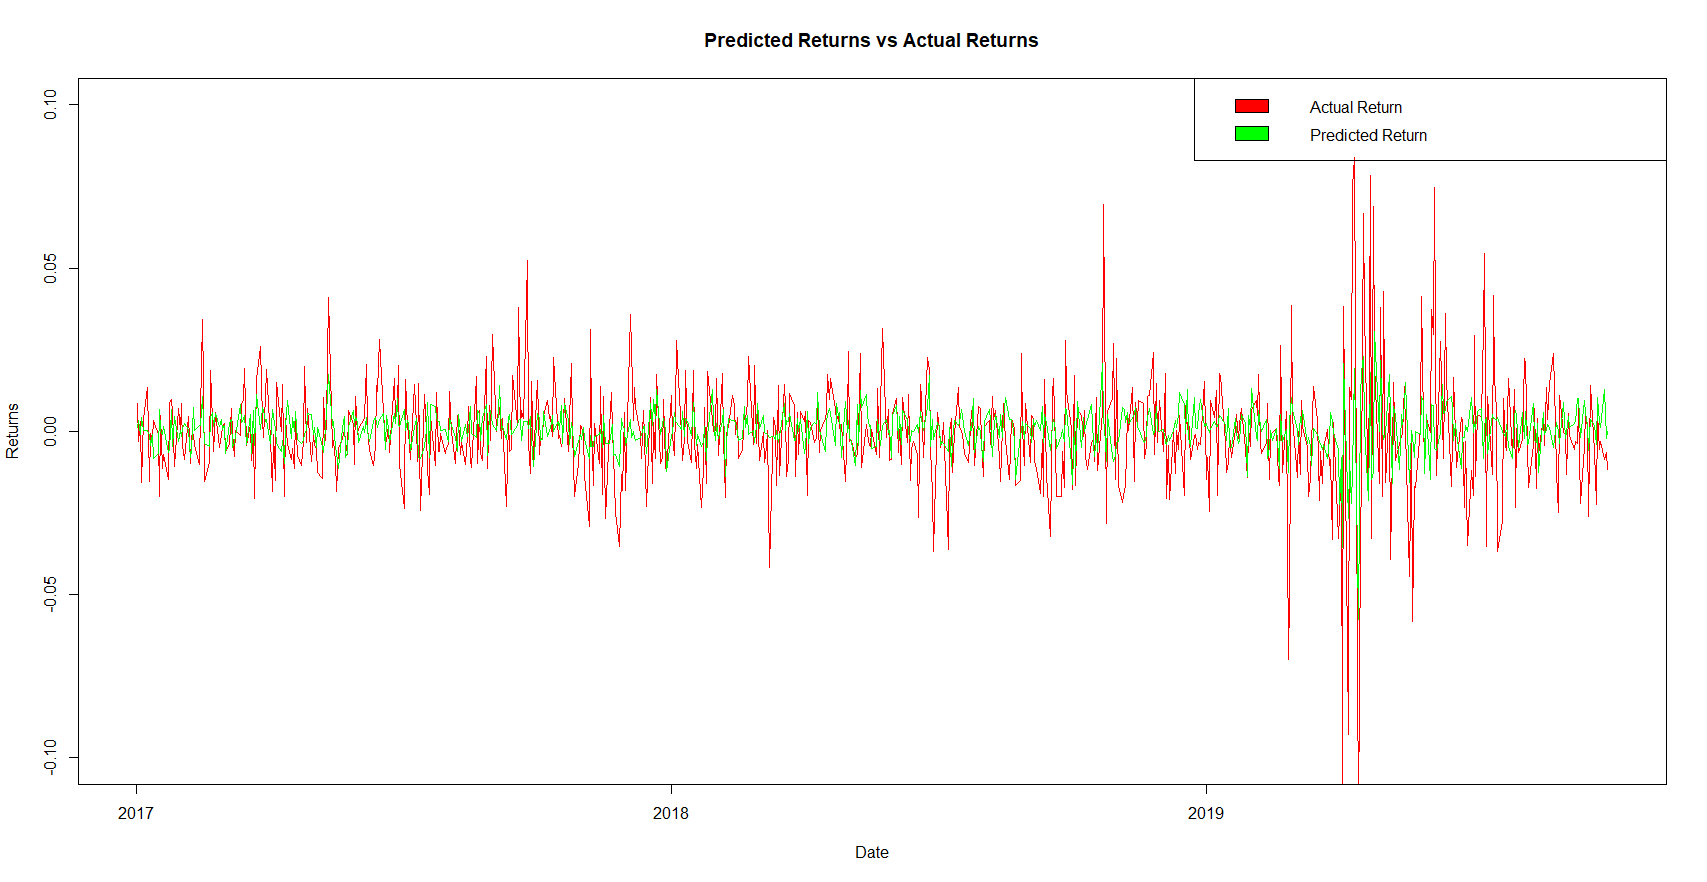 Predicted Returns vs Actual Returns
Actual Return
Predicted Return
0.10
0.05
0.00
-0.05
-0.10
Returns
2017
2018
2019
Date